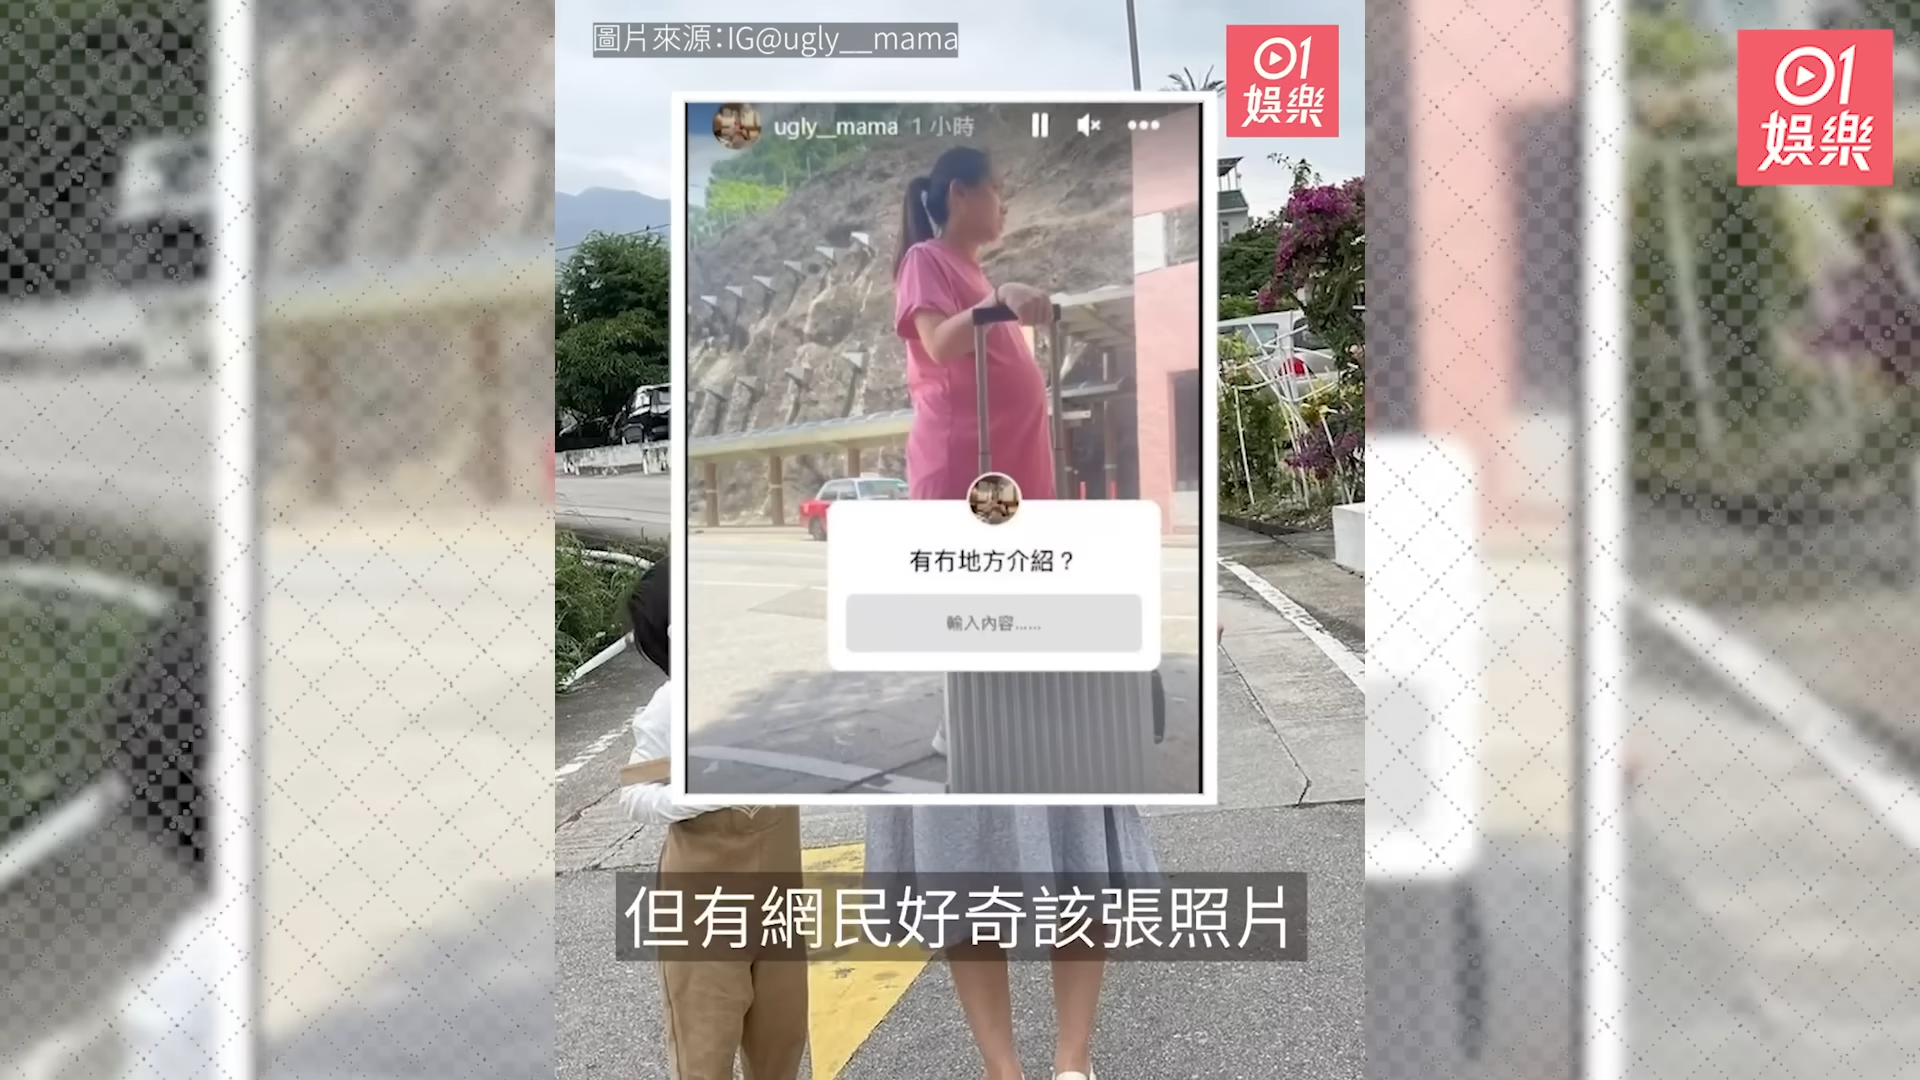 圖片來源：IG@ugly__mama
01
娛樂
01
娛樂
ugly__mama 1 小時
有冇地方介紹？
輸入內容......
但有網民好奇該張照片